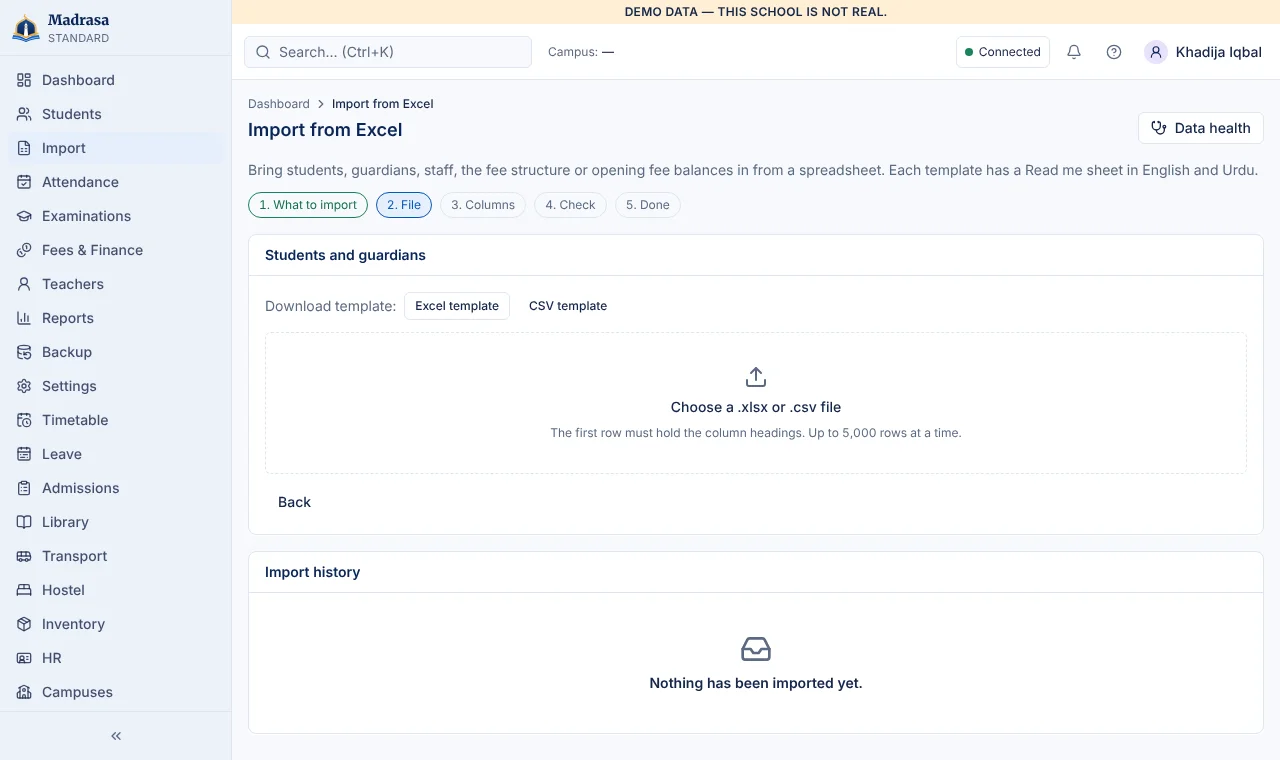 DEMO DATA — THIS SCHOOL IS NOT REAL.
Madrasa
STANDARD
Search... (Ctrl+K)
Campus: —
Connected
Khadija Iqbal
Dashboard
Students
Import
Attendance
Examinations
Fees & Finance
Teachers
Reports
Backup
Settings
Timetable
Leave
Admissions
Library
Transport
Hostel
Inventory
HR
Campuses
Dashboard > Import from Excel
Import from Excel
Data health
Bring students, guardians, staff, the fee structure or opening fee balances in from a spreadsheet. Each template has a Read me sheet in English and Urdu.
1. What to import
2. File
3. Columns
4. Check
5. Done
Students and guardians
Download template: Excel template CSV template
Choose a .xlsx or .csv file
The first row must hold the column headings. Up to 5,000 rows at a time.
Back
Import history
Nothing has been imported yet.